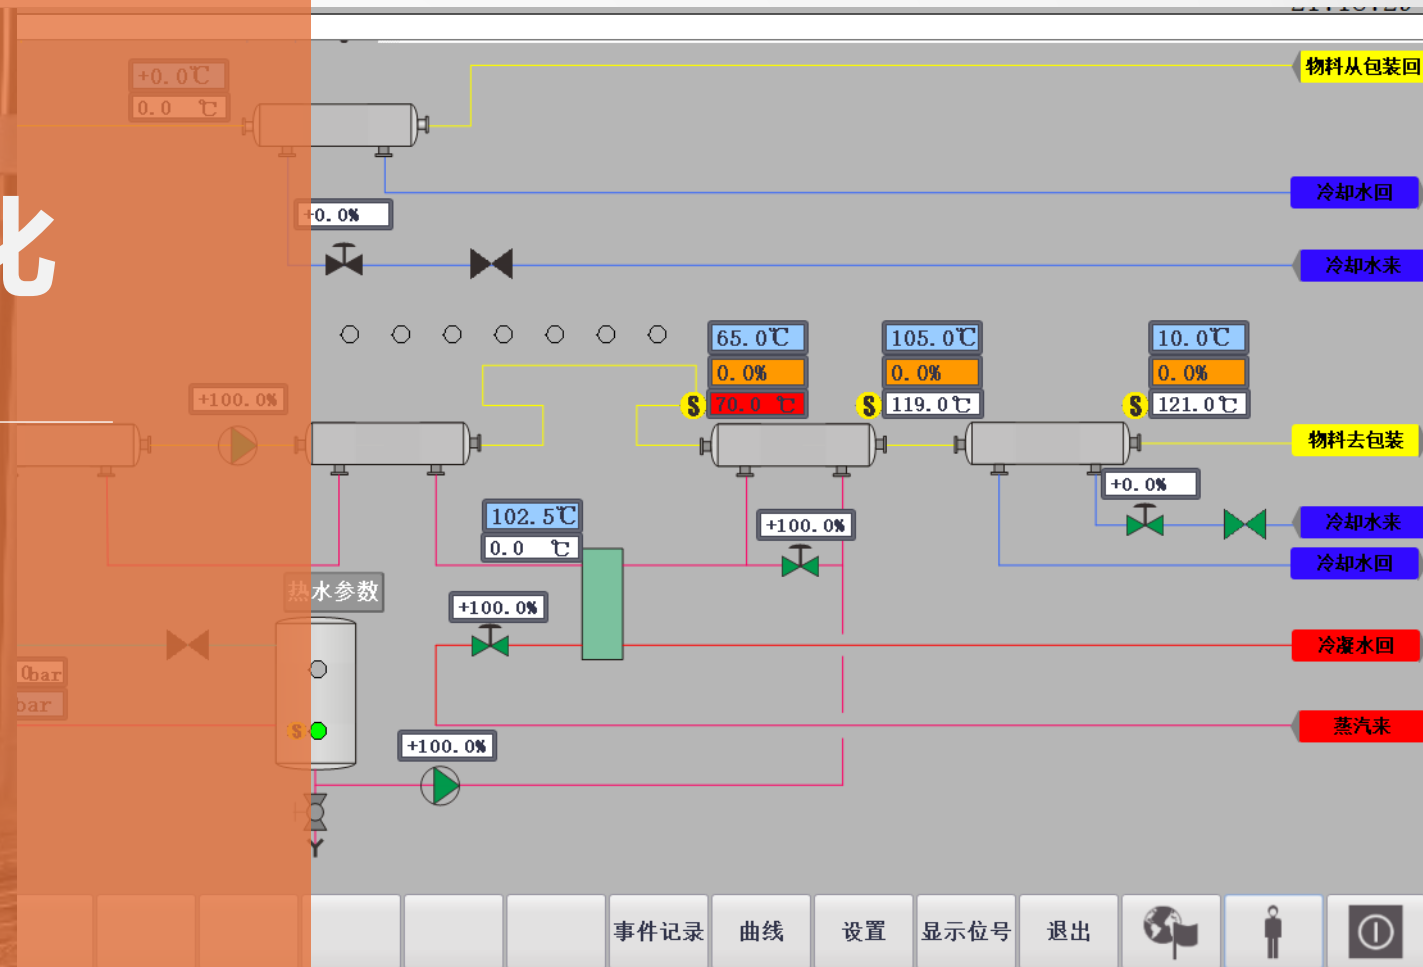 物料从包装回
+0.0℃
0.0 ℃
冷却水回
+0.0%
化
冷却水来
65.0℃
105.0℃
10.0℃
0.0%
0.0%
0.0%
+100.0%
S 70.0 ℃
S 119.0℃
S 121.0℃
物料去包装
+0.0%
102.5℃
+100.0%
冷却水来
0.0 ℃
冷却水回
热水参数
+100.0%
冷凝水回
bar
bar
S
蒸汽来
+100.0%
事件记录
曲线
设置
显示位号
退出